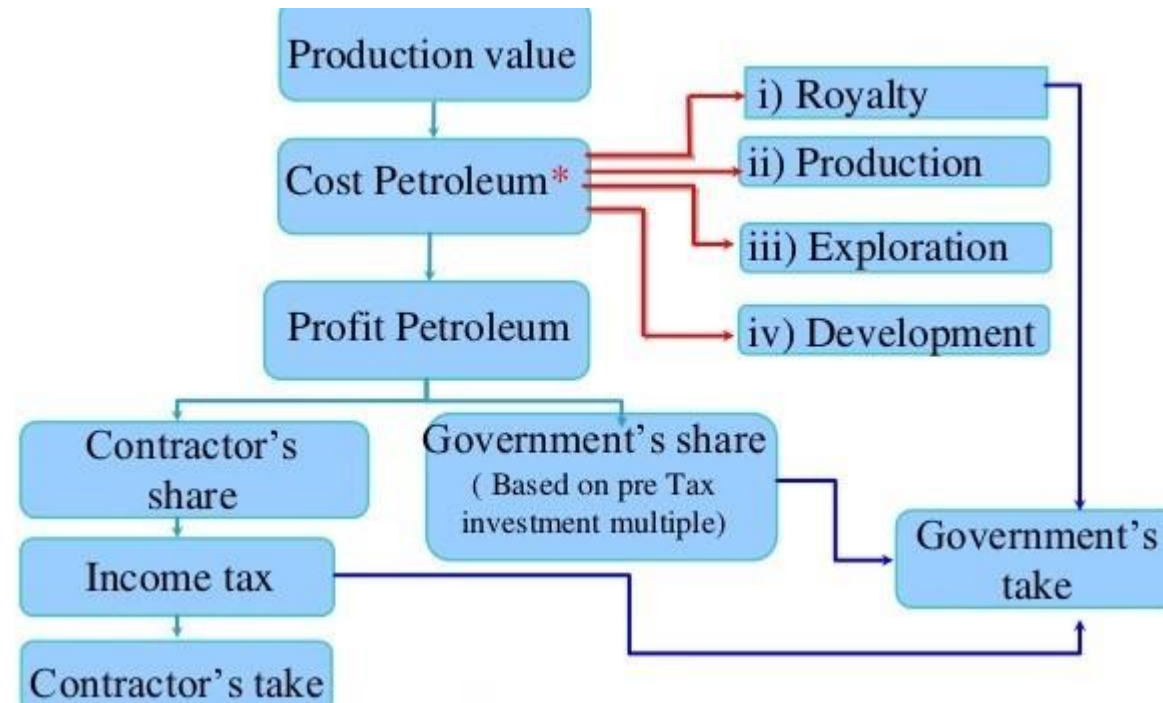 Production value
i) Royalty
Cost Petroleum*
ii) Production
iii) Exploration
Profit Petroleum
iv) Development
Contractor’s
share
Government’s share
( Based on pre Tax
investment multiple)
Government’s
take
Income tax
Contractor’s take